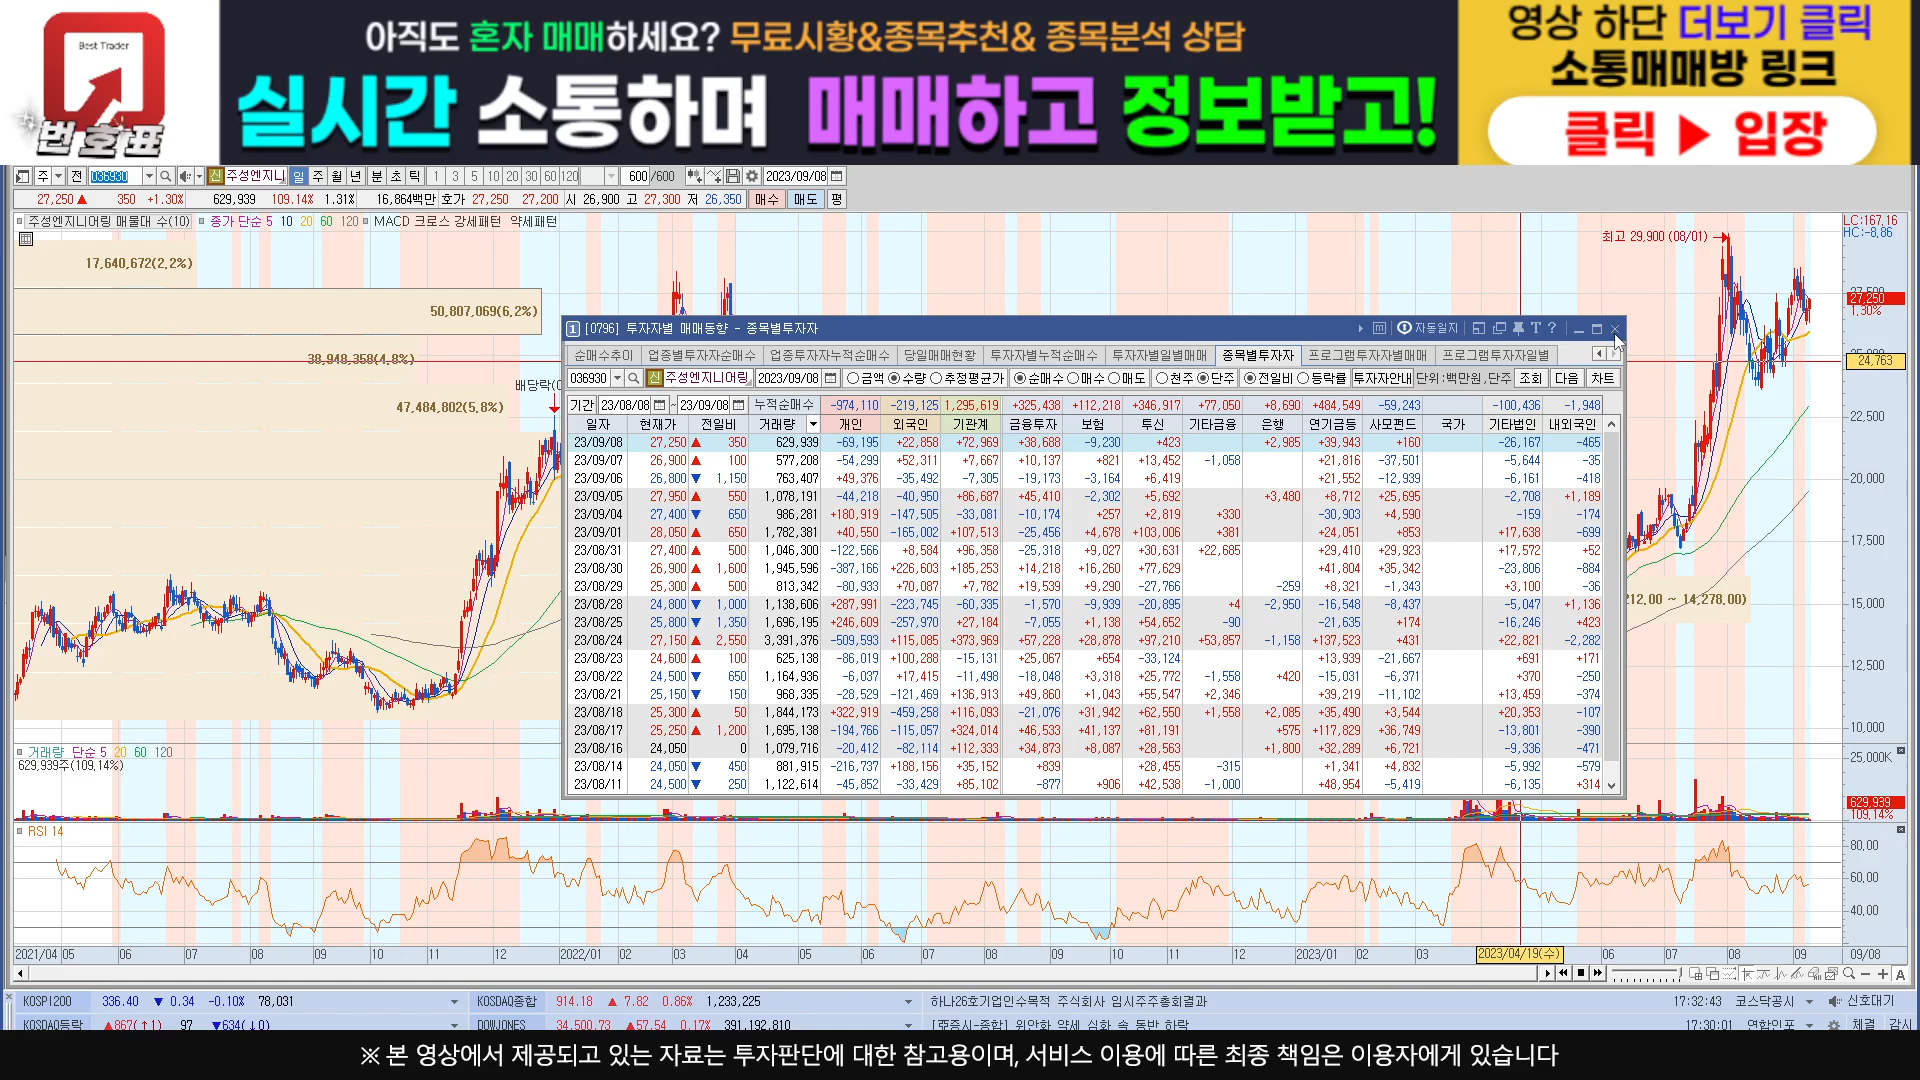 Best Trader
번호표
아직도 혼자 매매하세요? 무료시황&종목추천& 종목분석 상담
실시간 소통하며 매매하고 정보받고!
영상 하단 더보기 클릭
소통매매방 링크
클릭 ▶ 입장
주 전 036930 신 주성엔지니 일 주 월 년 분 초 틱 1 3 5 10 20 30 60 120 600 /600 2023/09/08
27,250 ▲ 350 +1.30% 629,939 109.14% 1.31% 16,864백만 호가 27,250 27,200 시 26,900 고 27,300 저 26,350 매수 매도 평
주성엔지니어링 매물대 수(10) 종가 단순 5 10 20 60 120 MACD 크로스 강세패턴 약세패턴
LC:167,16
HC:-8,86
최고 29,900 (08/01)
17,640,672(2,2%)
50,807,069(6,2%)
38,948,358(4,8%)
47,484,802(5,8%)
배당락(0
27,250
1,30%
24,763
22,500
20,000
17,500
15,000
12,500
10,000
212,00 ~ 14,278,00)
1 [0796] 투자자별 매매동향 - 종목별투자자 자동일지 T ?
순매수추이 업종별투자자순매수 업종투자자누적순매수 당일매매현황 투자자별누적순매수 투자자별일별매매 종목별투자자 프로그램투자자별매매 프로그램투자자일별
036930 신 주성엔지니어링 2023/09/08 금액 수량 추정평균가 순매수 매수 매도 천주 단주 전일비 등락률 투자자안내 단위:백만원,단주 조회 다음 차트
기간 23/08/08 ~ 23/09/08 누적순매수 -974,110 -219,125 1,295,619 +325,438 +112,218 +346,917 +77,050 +8,690 +484,549 -59,243 -100,436 -1,948
일자 현재가 전일비 거래량 개인 외국인 기관계 금융투자 보험 투신 기타금융 은행 연기금등 사모펀드 국가 기타법인 내외국인
23/09/08 27,250 ▲ 350 629,939 -69,195 +22,858 +72,969 +38,688 -9,230 +423 +2,985 +39,943 +160 -26,167 -465
23/09/07 26,900 ▲ 100 577,208 -54,299 +52,311 +7,667 +10,137 +821 +13,452 -1,058 +21,816 -37,501 -5,644 -35
23/09/06 26,800 ▼ 1,150 763,407 +49,376 -35,492 -7,305 -19,173 -3,164 +6,419 +21,552 -12,939 -6,161 -418
23/09/05 27,950 ▲ 550 1,078,191 -44,218 -40,950 +86,687 +45,410 -2,302 +5,692 +3,480 +8,712 +25,695 -2,708 +1,189
23/09/04 27,400 ▼ 650 986,281 +180,919 -147,505 -33,081 -10,174 +257 +2,819 +330 -30,903 +4,590 -159 -174
23/09/01 28,050 ▲ 650 1,782,381 +40,550 -165,002 +107,513 -25,456 +4,678 +103,006 +381 +24,051 +853 +17,638 -699
23/08/31 27,400 ▲ 500 1,046,300 -122,566 +8,584 +96,358 -25,318 +9,027 +30,631 +22,685 +29,410 +29,923 +17,572 +52
23/08/30 26,900 ▲ 1,600 1,945,596 -387,166 +226,603 +185,253 +14,218 +16,260 +77,629 +41,804 +35,342 -23,806 -884
23/08/29 25,300 ▲ 500 813,342 -80,933 +70,087 +7,782 +19,539 +9,290 -27,766 -259 +8,321 -1,343 +3,100 -36
23/08/28 24,800 ▼ 1,000 1,138,606 +287,991 -223,745 -60,335 -1,570 -9,939 -20,895 +4 -2,950 -16,548 -8,437 -5,047 +1,136
23/08/25 25,800 ▼ 1,350 1,696,195 +246,609 -257,970 +27,184 -7,055 +1,138 +54,652 -90 -21,635 +174 -16,246 +423
23/08/24 27,150 ▲ 2,550 3,391,376 -509,593 +115,085 +373,969 +57,228 +28,878 +97,210 +53,857 -1,158 +137,523 +431 +22,821 -2,282
23/08/23 24,600 ▲ 100 625,138 -86,019 +100,288 -15,131 +25,067 +654 -33,124 +13,939 -21,667 +691 +171
23/08/22 24,500 ▼ 650 1,164,936 -6,037 +17,415 -11,498 -18,048 +3,318 +25,772 -1,558 +420 -15,031 -6,371 +370 -250
23/08/21 25,150 ▼ 150 968,335 -28,529 -121,469 +136,913 +49,860 +1,043 +55,547 +2,346 +39,219 -11,102 +13,459 -374
23/08/18 25,300 ▲ 50 1,844,173 +322,919 -459,258 +116,093 -21,076 +31,942 +62,550 +1,558 +2,085 +35,490 +3,544 +20,353 -107
23/08/17 25,250 ▲ 1,200 1,695,138 -194,766 -115,057 +324,014 +46,533 +41,137 +81,191 +575 +117,829 +36,749 -13,801 -390
23/08/16 24,050 0 1,079,716 -20,412 -82,114 +112,333 +34,873 +8,087 +28,563 +1,800 +32,289 +6,721 -9,336 -471
23/08/14 24,050 ▼ 450 881,915 -216,737 +188,156 +35,152 +839 +28,455 -315 +1,341 +4,832 -5,992 -579
23/08/11 24,500 ▼ 250 1,122,614 -45,852 -33,429 +85,102 -877 +906 +42,538 -1,000 +48,954 -5,419 -6,135 +314
거래량 단순 5 20 60 120
629,939주(109,14%)
25,000K
629,939
109,14%
RSI 14
80,00
60,00
40,00
2021/04 05 06 07 08 09 10 11 12 2022/01 02 03 04 05 06 07 08 09 10 11 12 2023/01 02 03 2023/04/19(수) 06 07 08 09 09/08
KOSPI200 336.40 ▼ 0.34 -0.10% 78,031 KOSDAQ종합 914.18 ▲ 7.82 0.86% 1,233,225 하나26호기업인수목적 주식회사 임시주주총회결과 17:32:43 코스닥공시 신호대기
KOSDAQ등락 ▲867(↑1) 97 ▼634(↓0) DOWJONES 34,500.73 ▲57.54 0.17% 391,192,810 [표증시-종합] 위안화 약세 심화 속 동반 하락 17:30:01 연합인포 체결 감시
※ 본 영상에서 제공되고 있는 자료는 투자판단에 대한 참고용이며, 서비스 이용에 따른 최종 책임은 이용자에게 있습니다